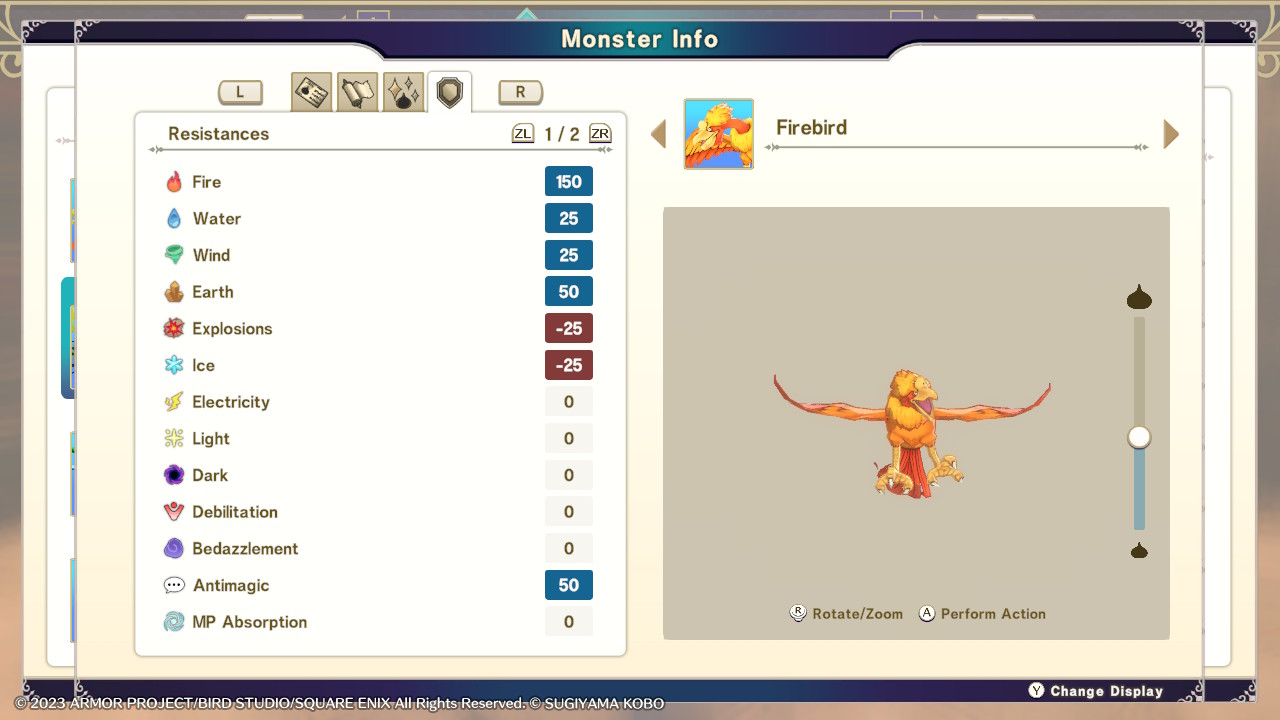 Monster Info
L
R
Resistances ZL 1 / 2 ZR
Fire 150
Water 25
Wind 25
Earth 50
Explosions -25
Ice -25
Electricity 0
Light 0
Dark 0
Debilitation 0
Bedazzlement 0
Antimagic 50
MP Absorption 0
Firebird
R Rotate/Zoom A Perform Action
Y Change Display
© 2023 ARMOR PROJECT/BIRD STUDIO/SQUARE ENIX All Rights Reserved. © SUGIYAMA KOBO